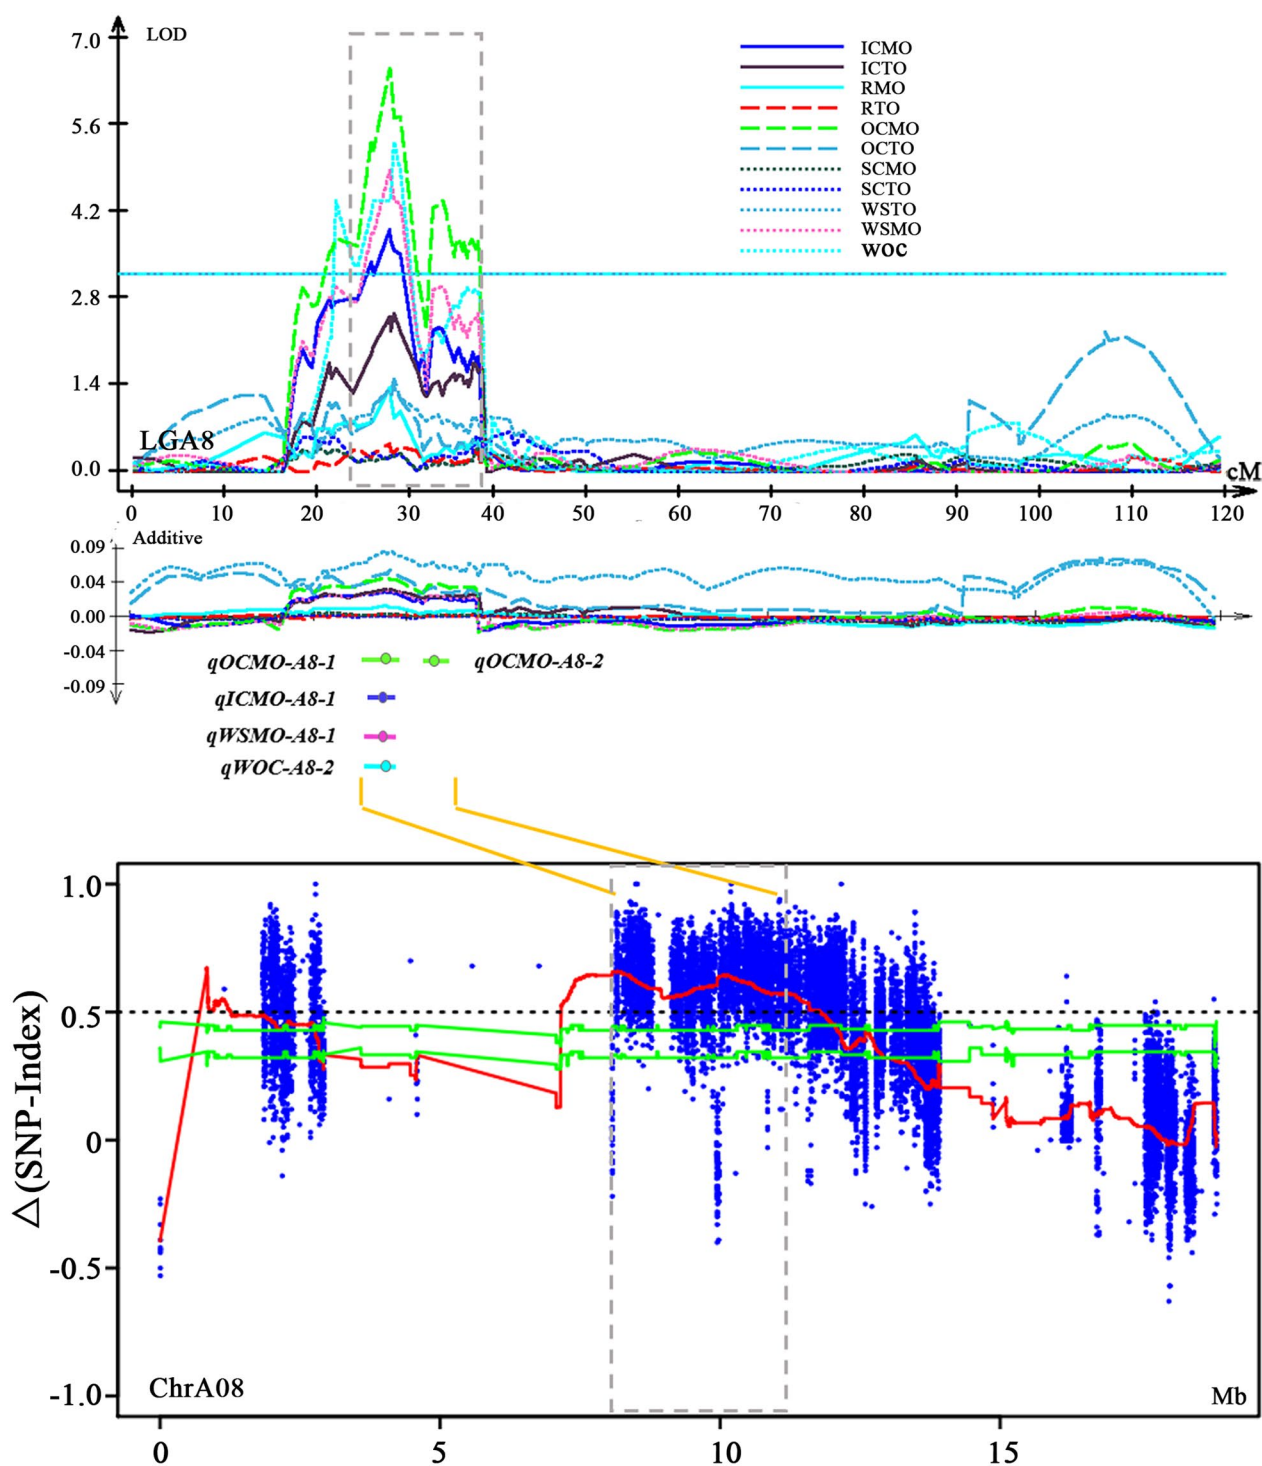 LOD
7.0
5.6
4.2
2.8
1.4
0.0
ICMO
ICTO
RMO
RTO
OCMO
OCTO
SCMO
SCTO
WSTO
WSMO
WOC
LGA8
cM
0 10 20 30 40 50 60 70 80 90 100 110 120
Additive
0.09
0.04
0.00
-0.04
-0.09
qOCMO-A8-1 qOCMO-A8-2
qICMO-A8-1
qWSMO-A8-1
qWOC-A8-2
△(SNP-Index)
1.0
0.5
0
-0.5
-1.0
ChrA08
Mb
0 5 10 15